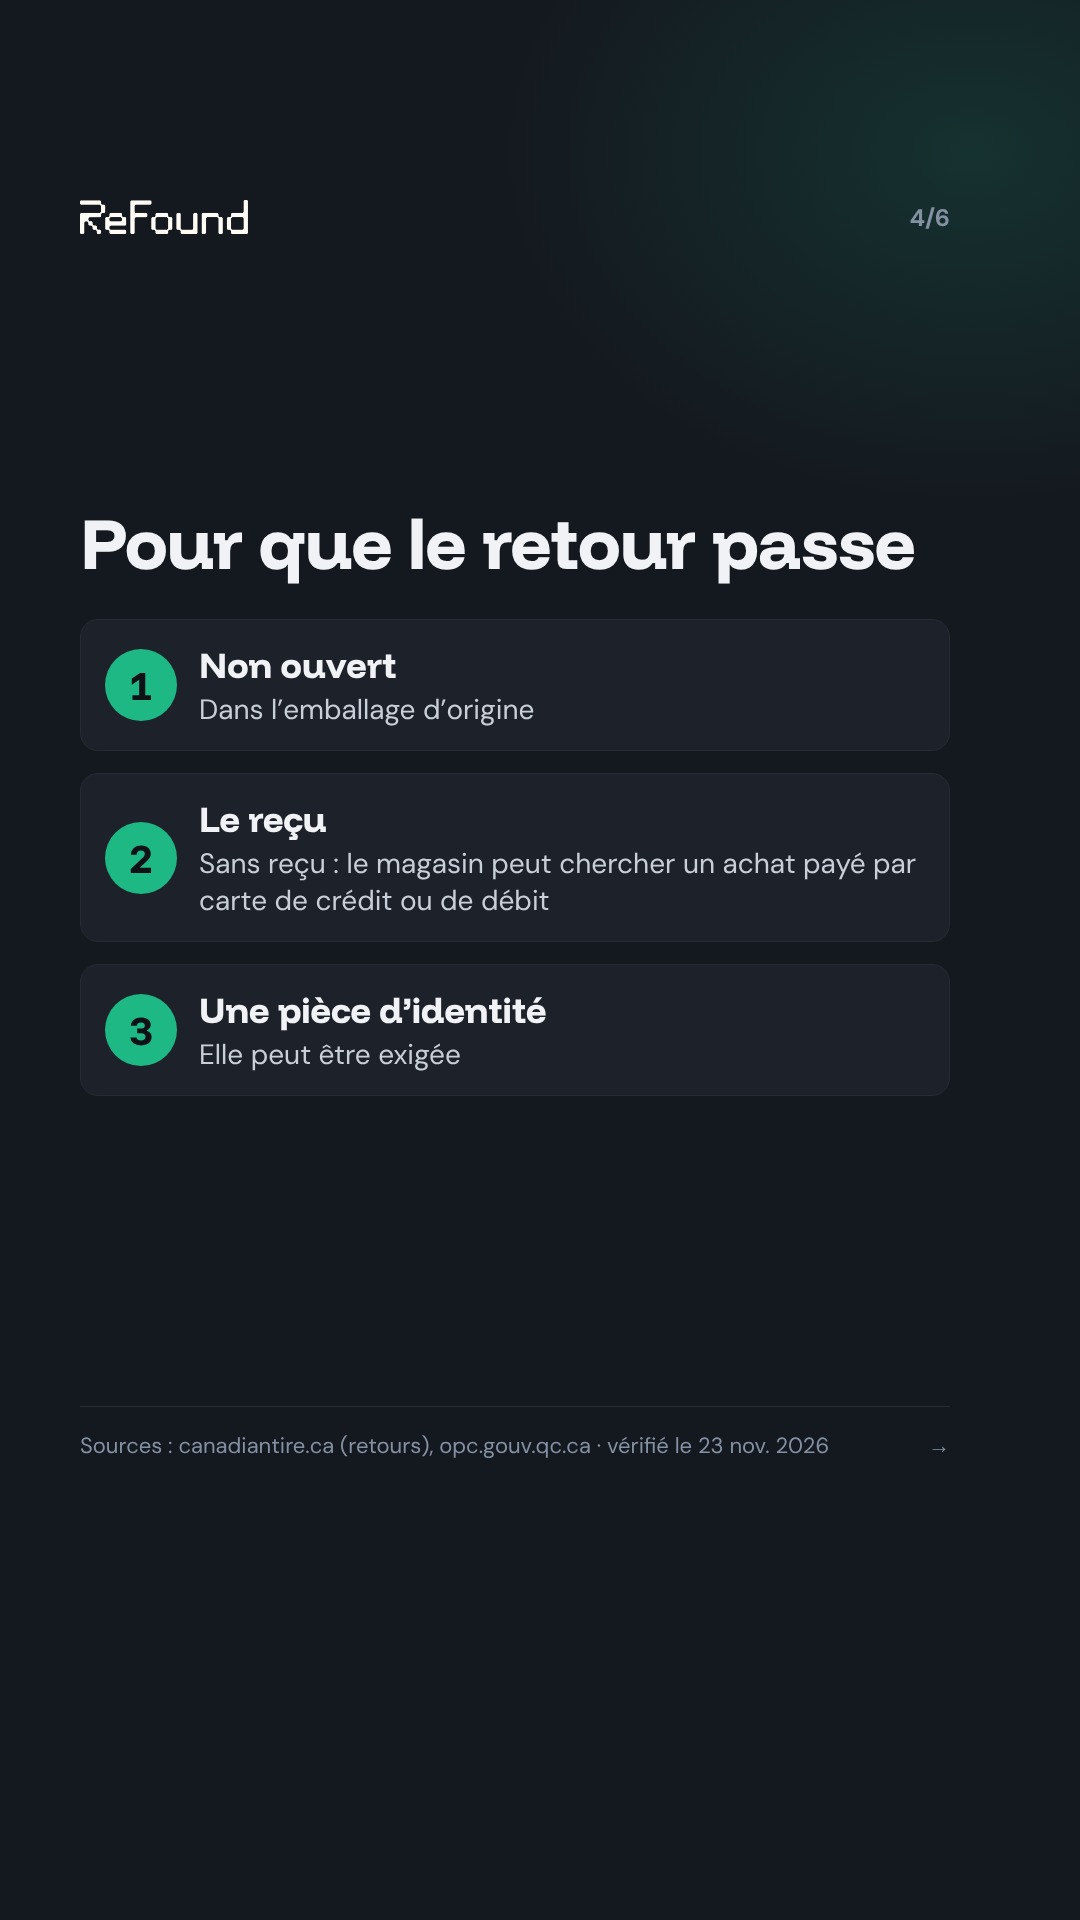 ReFound
4/6
Pour que le retour passe
1
Non ouvert
Dans l’emballage d’origine
2
Le reçu
Sans reçu : le magasin peut chercher un achat payé par
carte de crédit ou de débit
3
Une pièce d’identité
Elle peut être exigée
Sources : canadiantire.ca (retours), opc.gouv.qc.ca · vérifié le 23 nov. 2026 →